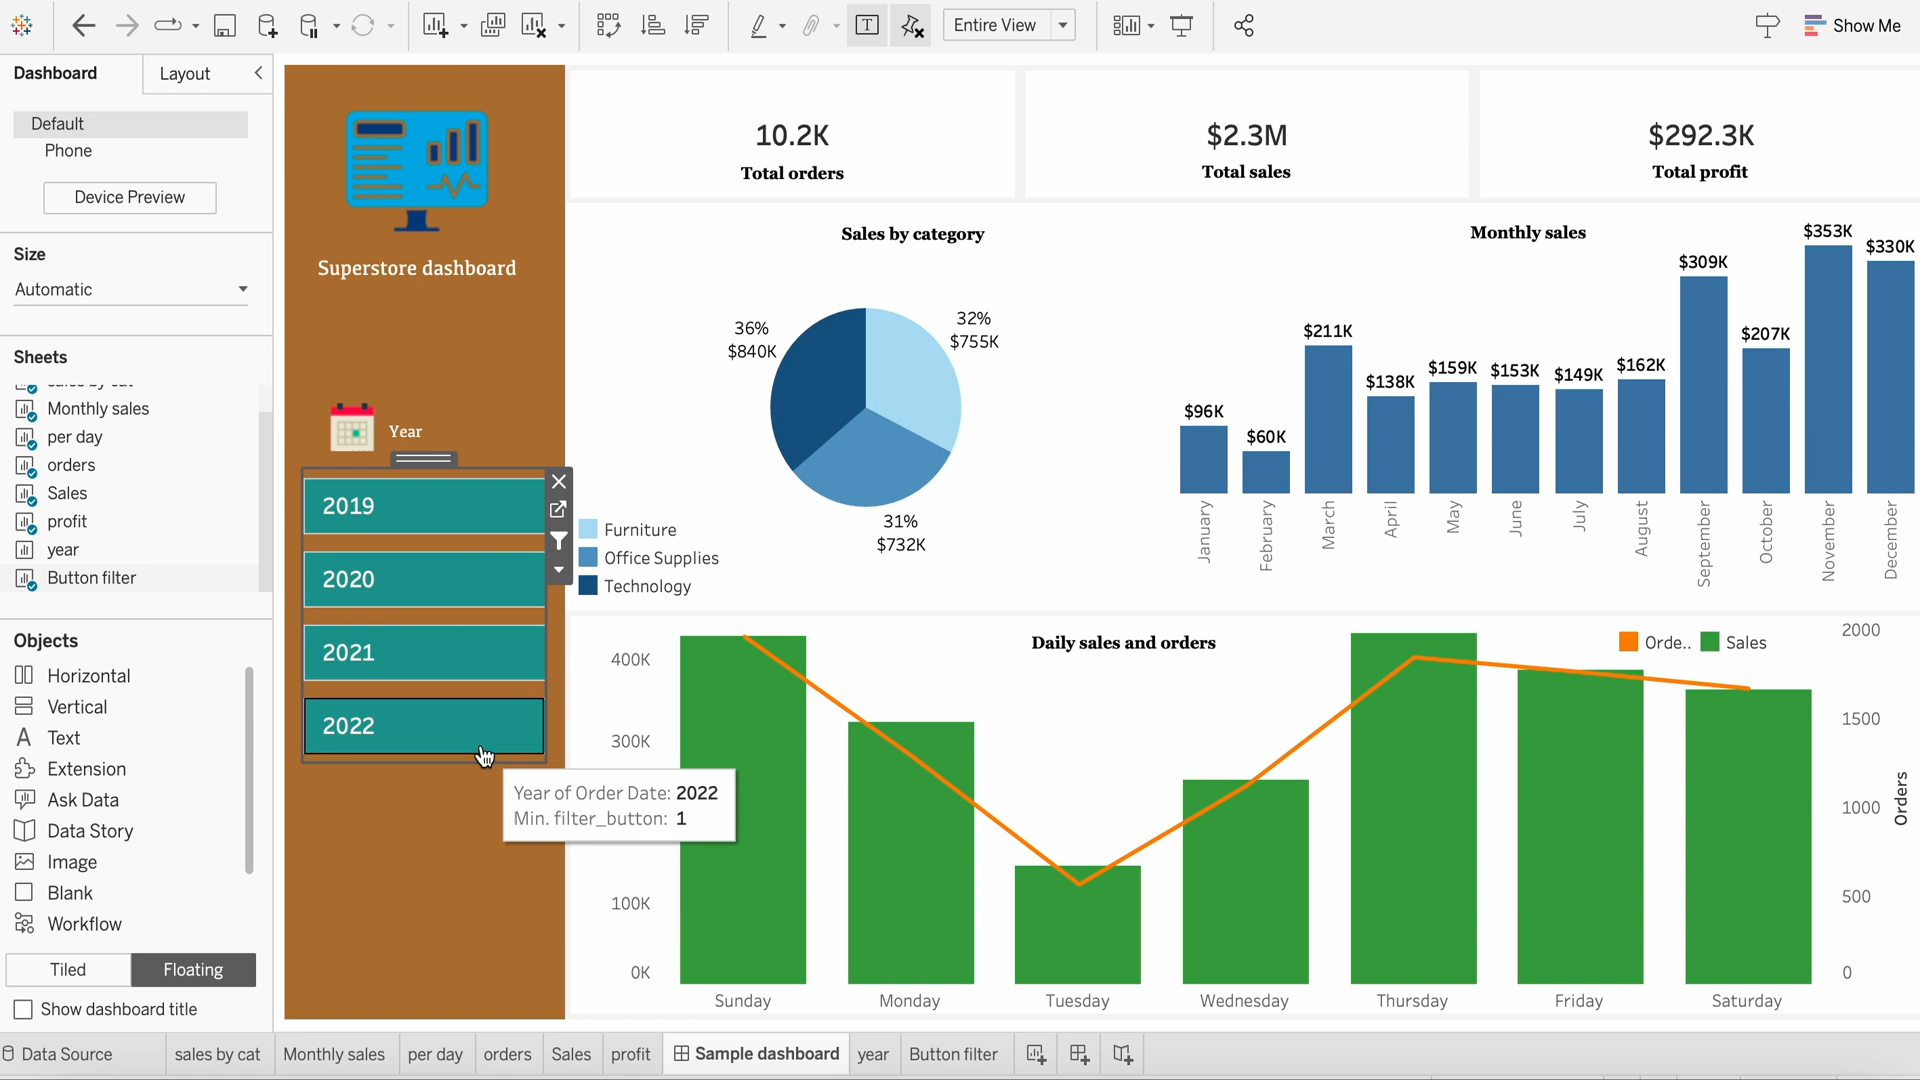 Entire View
Show Me
Dashboard
Layout
Default
Phone
Device Preview
Size
Automatic
Sheets
sales by cat
Monthly sales
per day
orders
Sales
profit
year
Button filter
Objects
Horizontal
Vertical
Text
Extension
Ask Data
Data Story
Image
Blank
Workflow
Tiled
Floating
Show dashboard title
Superstore dashboard
Year
2019
2020
2021
2022
Year of Order Date: 2022
Min. filter_button: 1
10.2K
Total orders
$2.3M
Total sales
$292.3K
Total profit
Sales by category
36%
$840K
32%
$755K
31%
$732K
Furniture
Office Supplies
Technology
Monthly sales
$96K
$60K
$211K
$138K
$159K
$153K
$149K
$162K
$309K
$207K
$353K
$330K
January
February
March
April
May
June
July
August
September
October
November
December
Daily sales and orders
Orde..
Sales
400K
300K
100K
0K
2000
1500
1000
500
0
Orders
Sunday
Monday
Tuesday
Wednesday
Thursday
Friday
Saturday
Data Source
sales by cat
Monthly sales
per day
orders
Sales
profit
Sample dashboard
year
Button filter